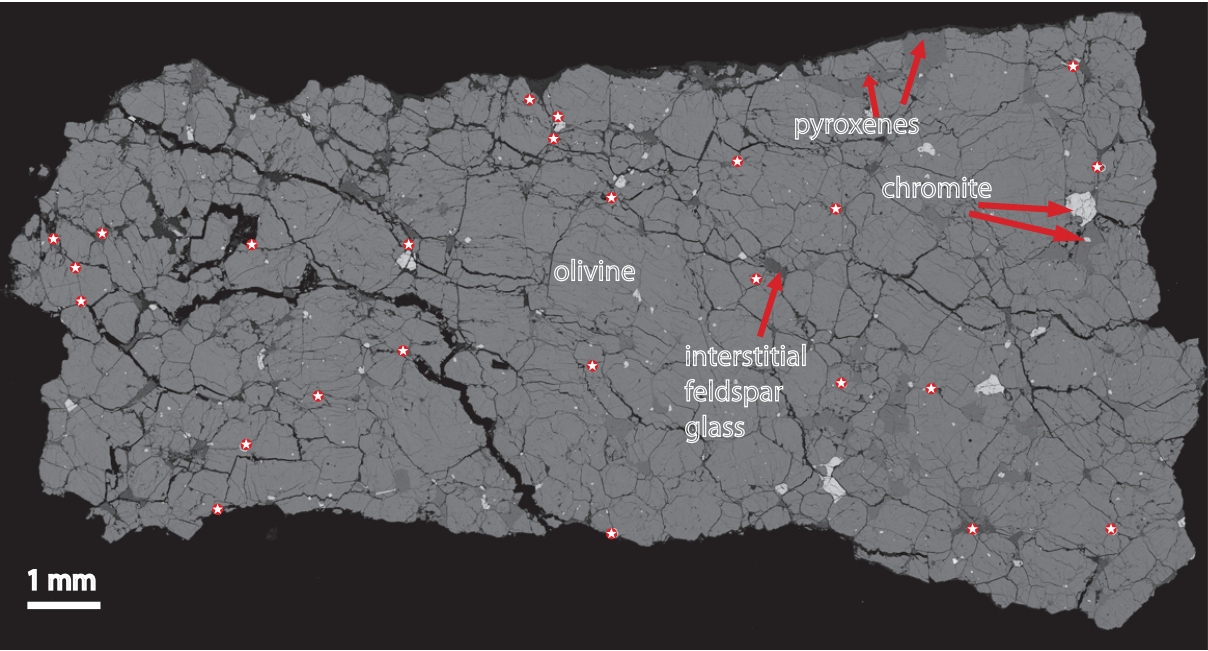 pyroxenes
chromite
olivine
interstitial
feldspar
glass
1 mm